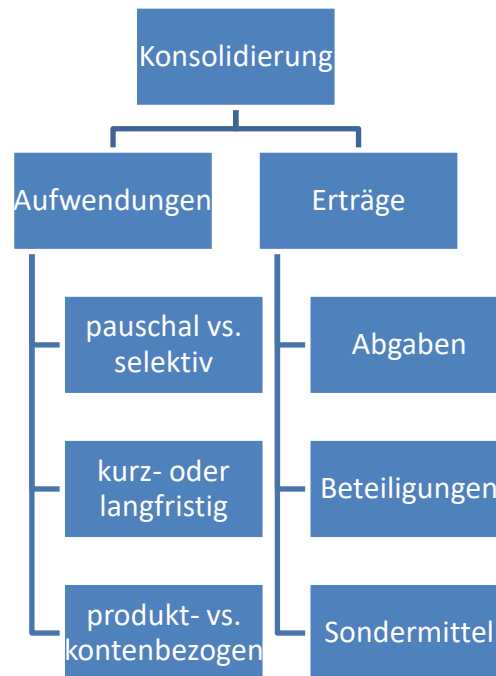 Konsolidierung
Aufwendungen
pauschal vs.
selektiv
kurz- oder
langfristig
produkt- vs.
kontenbezogen
Erträge
Abgaben
Beteiligungen
Sondermittel